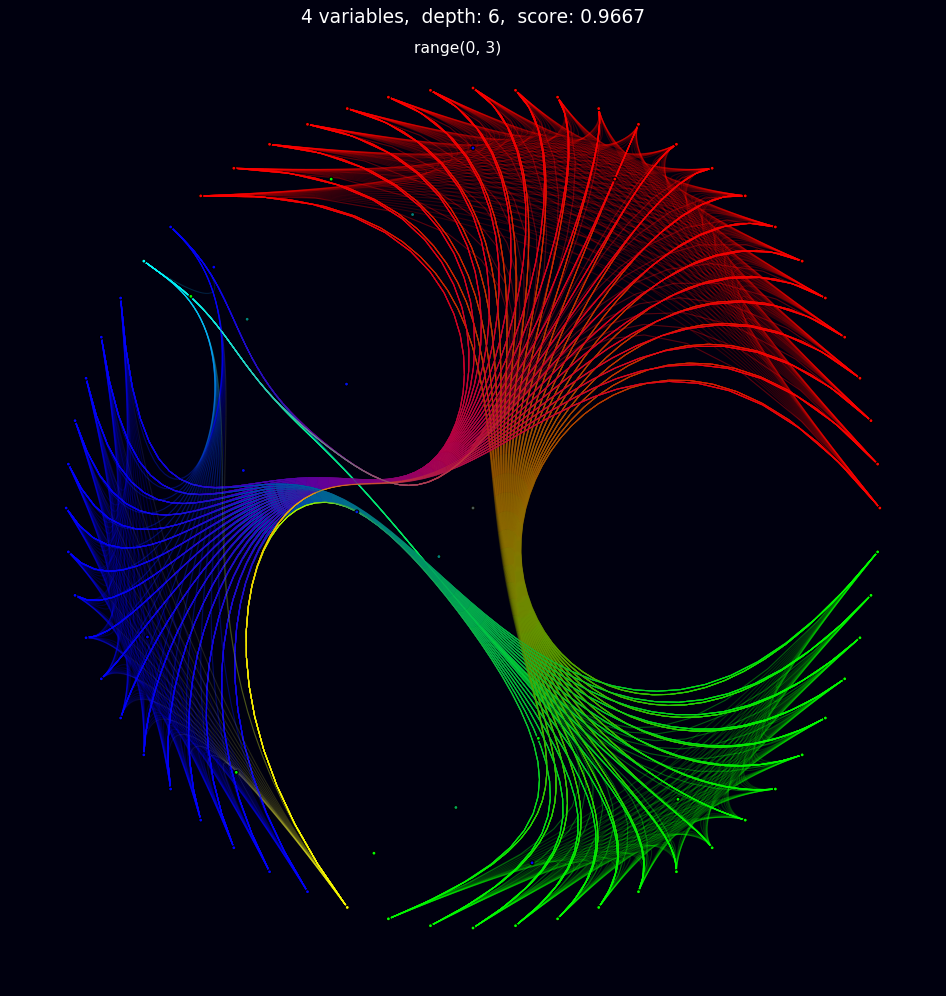 4 variables,  depth: 6,  score: 0.9667
range(0, 3)